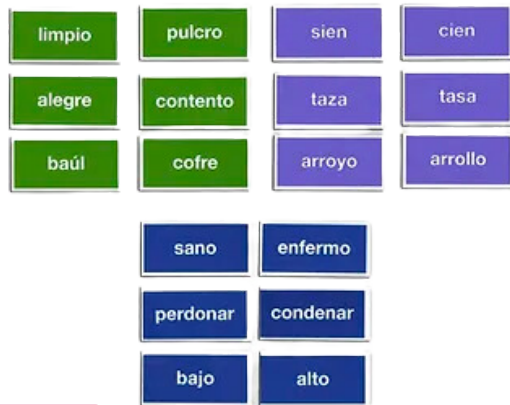 limpio pulcro sien cien
alegre contento taza tasa
baúl cofre arroyo arrollo
sano enfermo
perdonar condenar
bajo alto